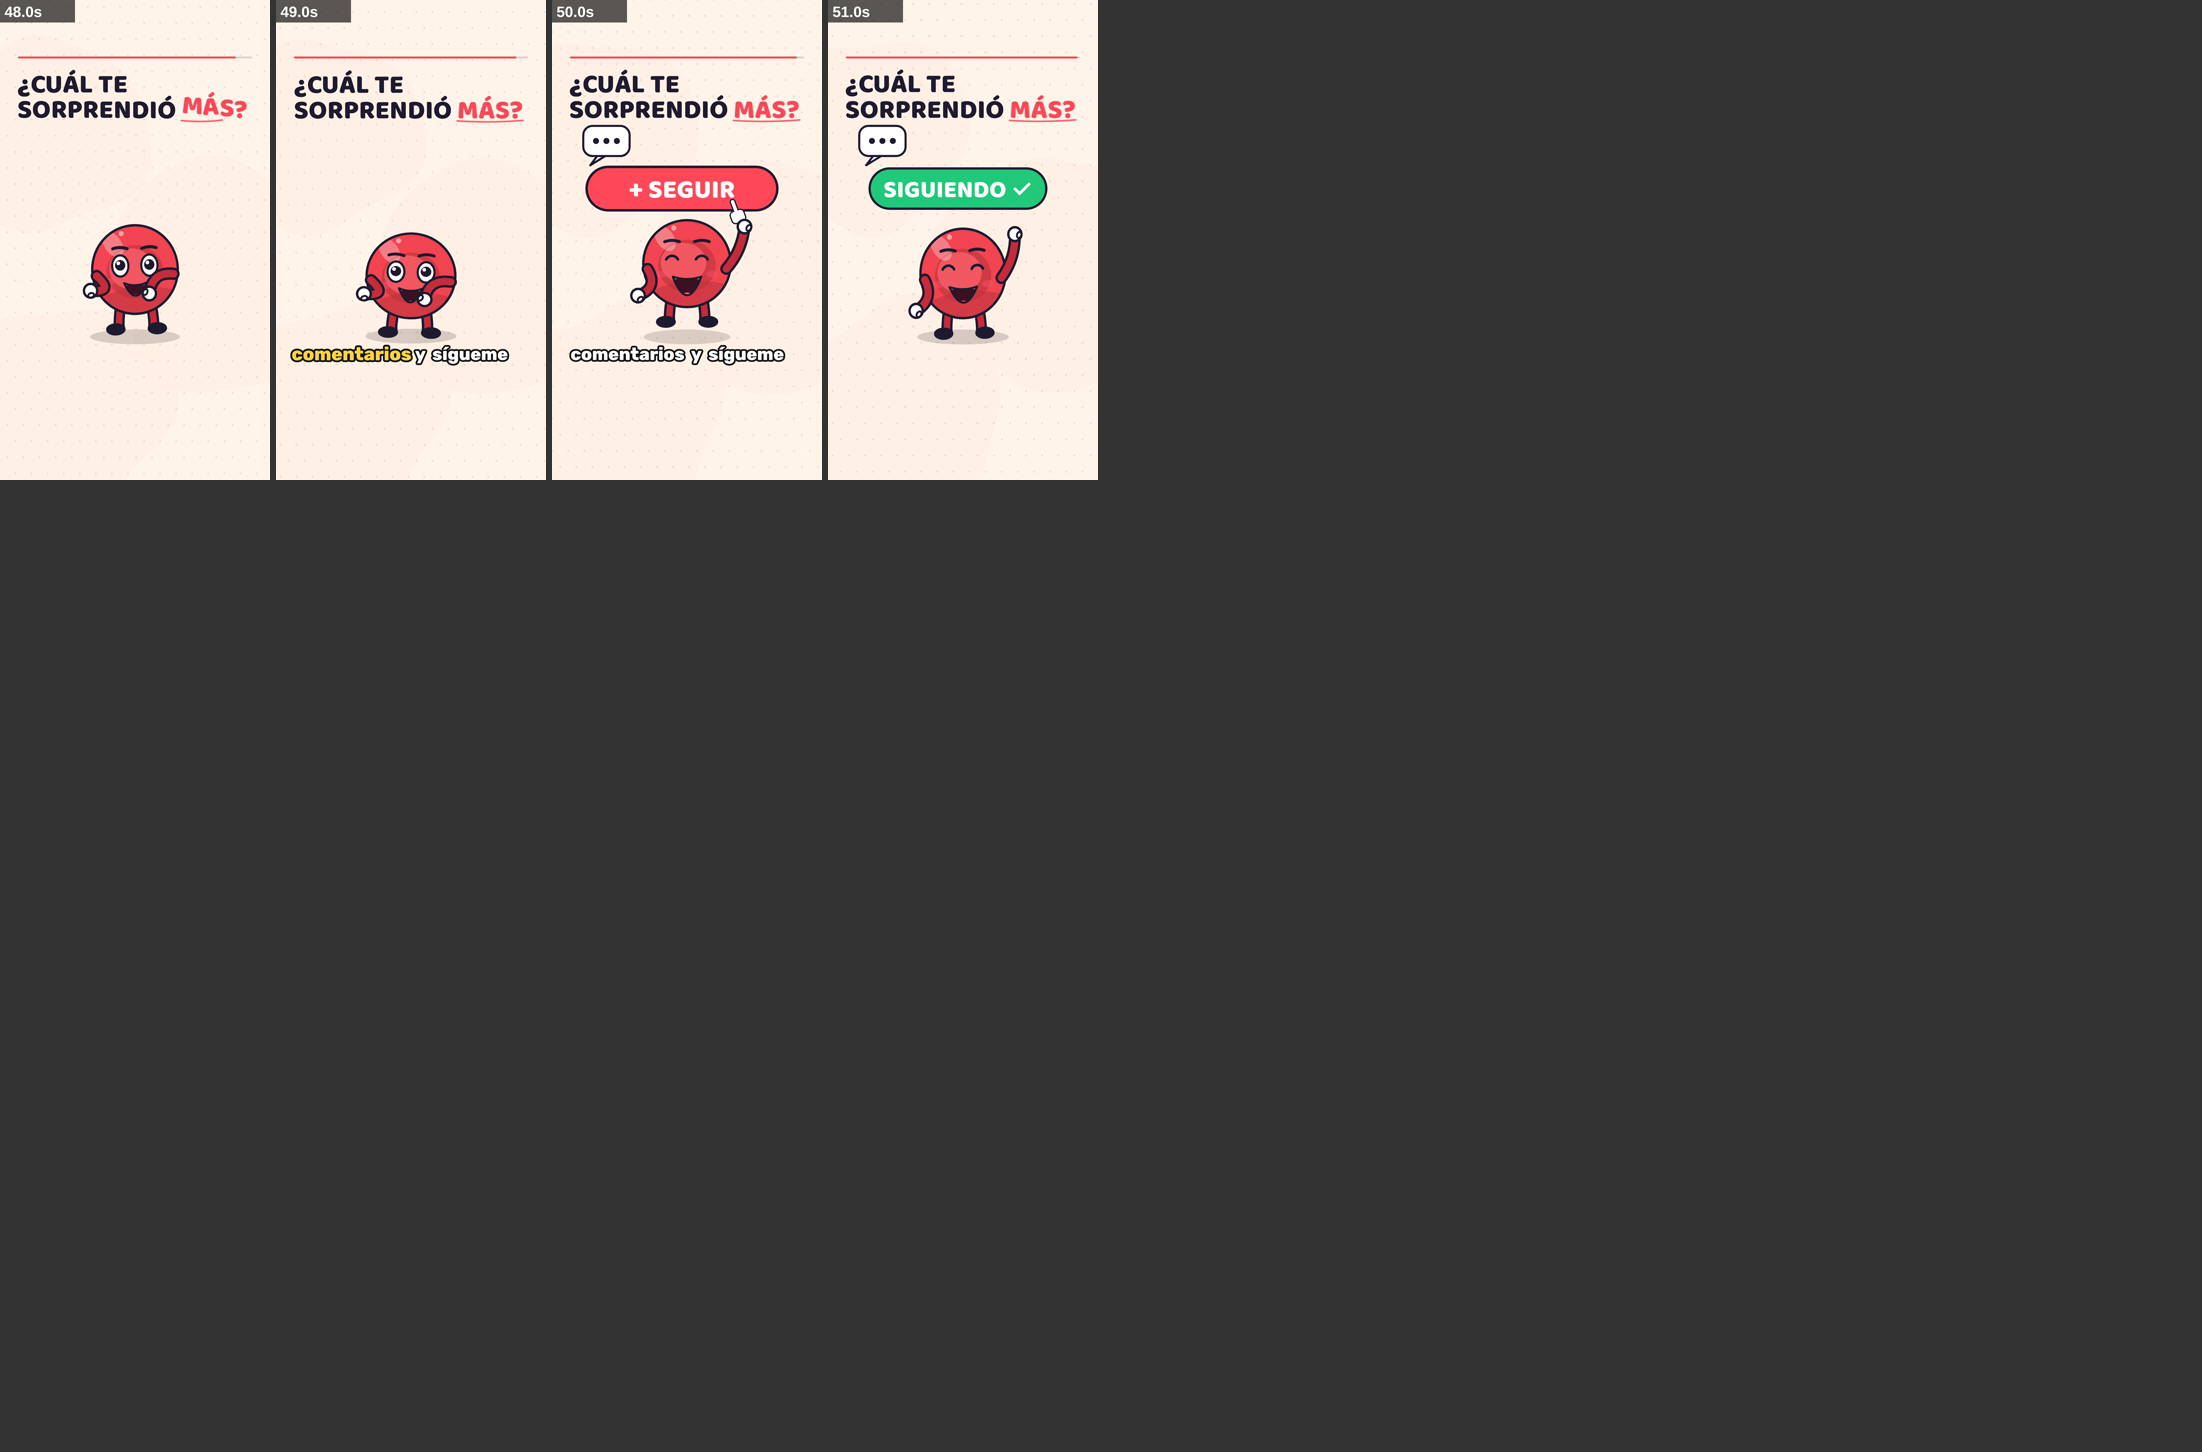 48.0s
¿CUÁL TE
SORPRENDIÓ MÁS?
49.0s
¿CUÁL TE
SORPRENDIÓ MÁS?
comentarios y sígueme
50.0s
¿CUÁL TE
SORPRENDIÓ MÁS?
+ SEGUIR
comentarios y sígueme
51.0s
¿CUÁL TE
SORPRENDIÓ MÁS?
SIGUIENDO ✓